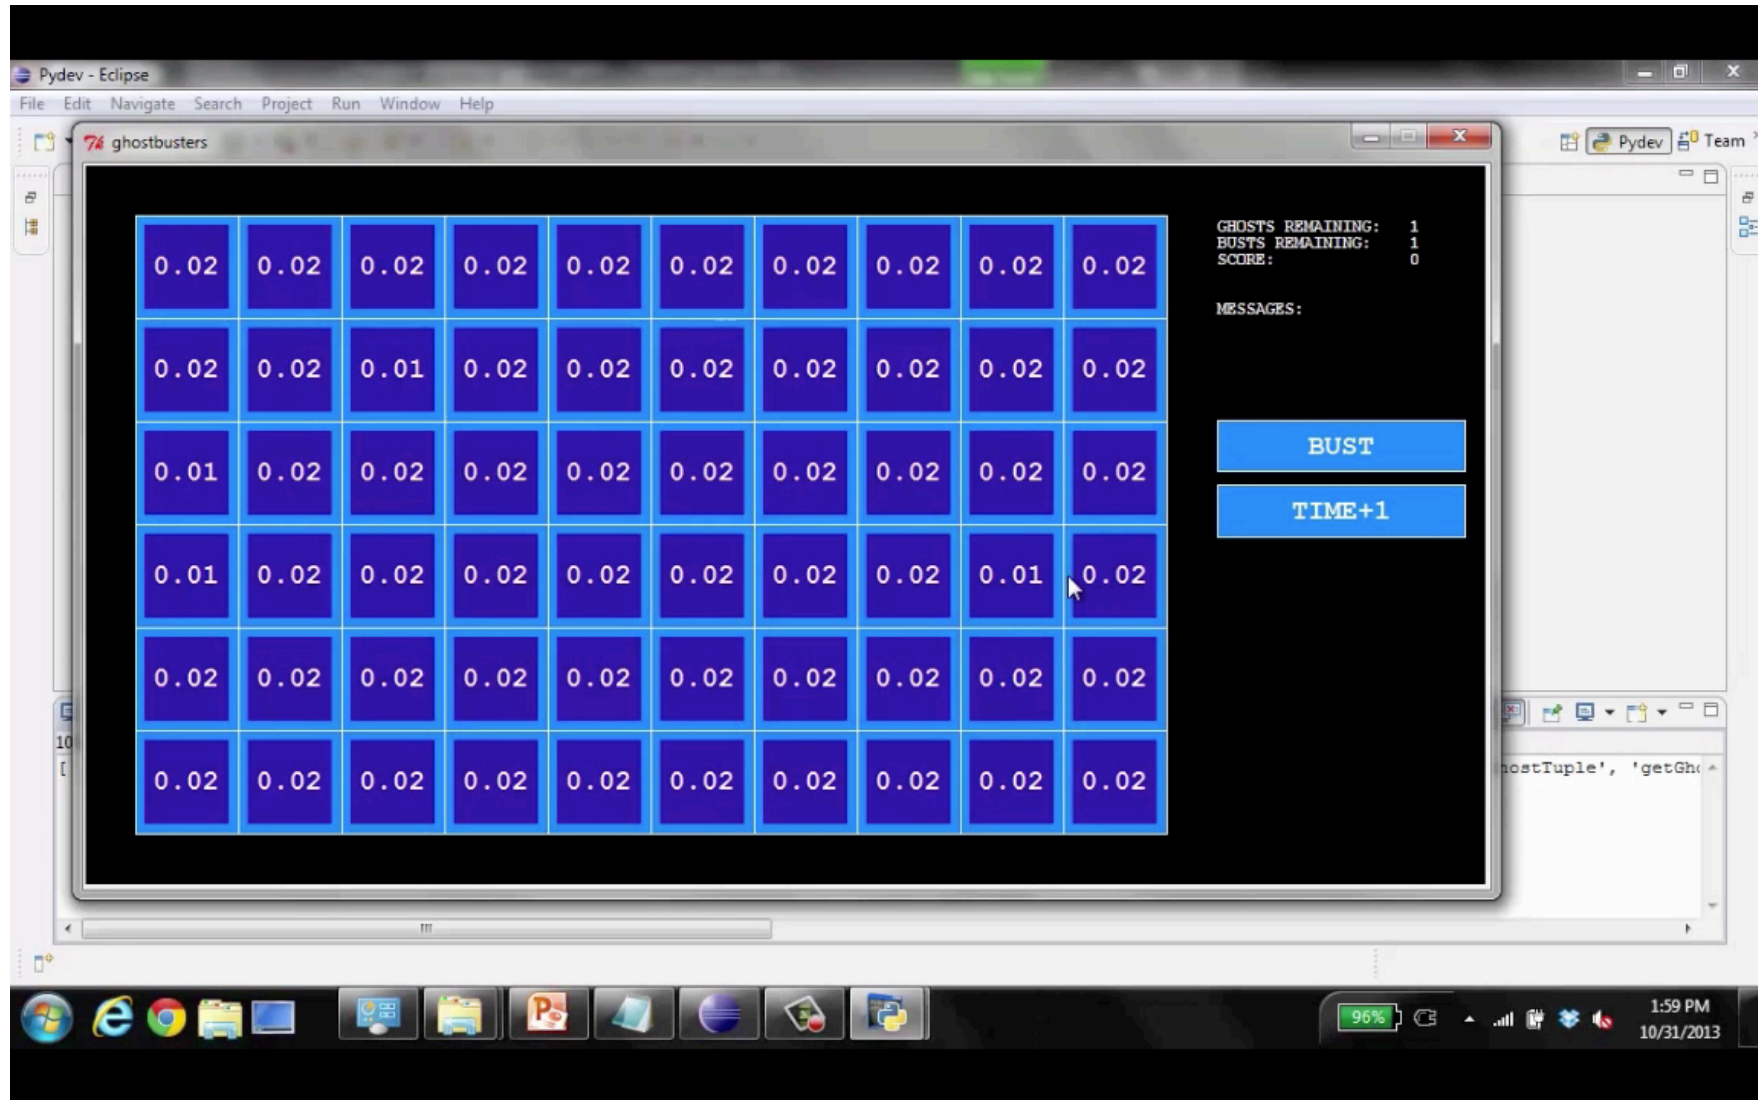 Pydev - Eclipse
File Edit Navigate Search Project Run Window Help
ghostbusters
Pydev Team
0.02 0.02 0.02 0.02 0.02 0.02 0.02 0.02 0.02 0.02
0.02 0.02 0.01 0.02 0.02 0.02 0.02 0.02 0.02 0.02
0.01 0.02 0.02 0.02 0.02 0.02 0.02 0.02 0.02 0.02
0.01 0.02 0.02 0.02 0.02 0.02 0.02 0.02 0.01 0.02
0.02 0.02 0.02 0.02 0.02 0.02 0.02 0.02 0.02 0.02
0.02 0.02 0.02 0.02 0.02 0.02 0.02 0.02 0.02 0.02
GHOSTS REMAINING: 1
BUSTS REMAINING: 1
SCORE: 0
MESSAGES:
BUST
TIME+1
10
[
hostTuple', 'getGho
96%
1:59 PM
10/31/2013